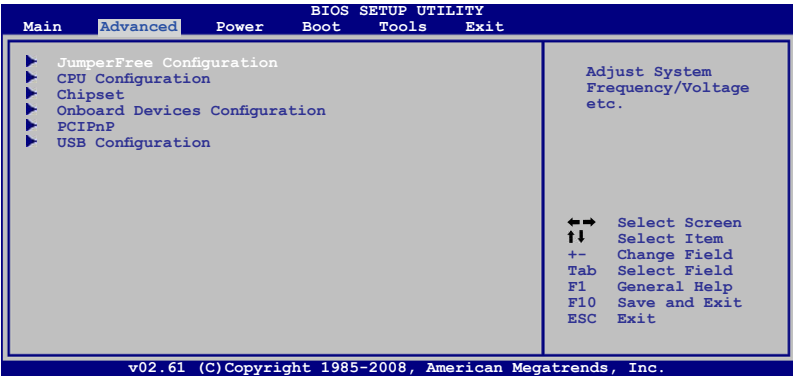 BIOS SETUP UTILITY
Main Advanced Power Boot Tools Exit
JumperFree Configuration
CPU Configuration
Chipset
Onboard Devices Configuration
PCIPnP
USB Configuration
Adjust System
Frequency/Voltage
etc.
←→ Select Screen
↑↓ Select Item
+- Change Field
Tab Select Field
F1 General Help
F10 Save and Exit
ESC Exit
v02.61 (C)Copyright 1985-2008, American Megatrends, Inc.